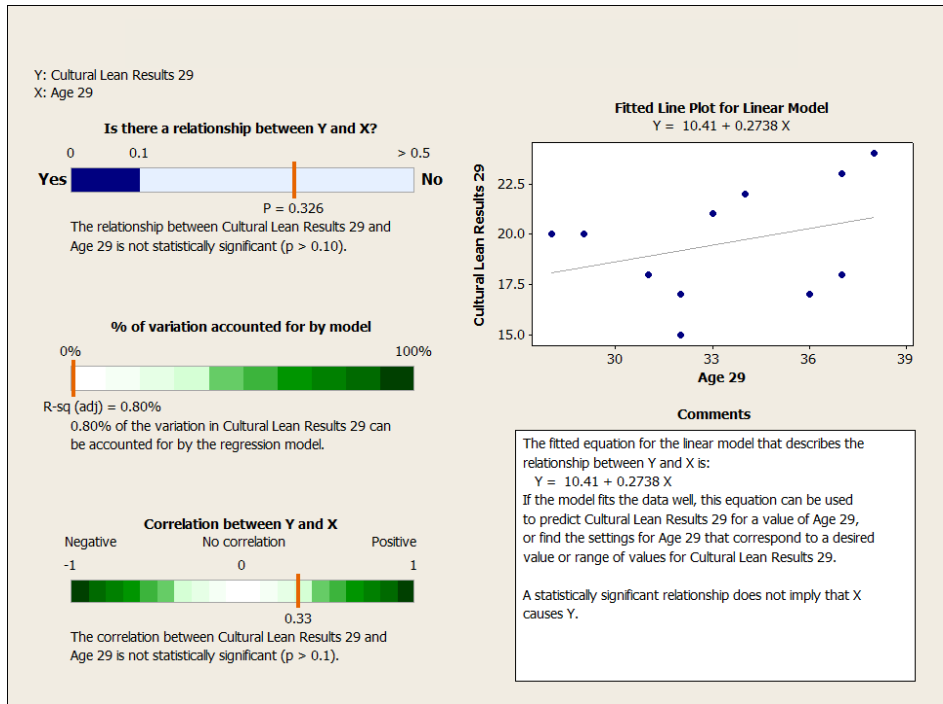 Y: Cultural Lean Results 29
X: Age 29
Is there a relationship between Y and X?
0 0.1 > 0.5
Yes No
P = 0.326
The relationship between Cultural Lean Results 29 and
Age 29 is not statistically significant (p > 0.10).
% of variation accounted for by model
0% 100%
R-sq (adj) = 0.80%
0.80% of the variation in Cultural Lean Results 29 can
be accounted for by the regression model.
Correlation between Y and X
Negative No correlation Positive
-1 0 1
0.33
The correlation between Cultural Lean Results 29 and
Age 29 is not statistically significant (p > 0.1).
Fitted Line Plot for Linear Model
Y = 10.41 + 0.2738 X
Cultural Lean Results 29
22.5
20.0
17.5
15.0
30 33 36 39
Age 29
Comments
The fitted equation for the linear model that describes the
relationship between Y and X is:
Y = 10.41 + 0.2738 X
If the model fits the data well, this equation can be used
to predict Cultural Lean Results 29 for a value of Age 29,
or find the settings for Age 29 that correspond to a desired
value or range of values for Cultural Lean Results 29.
A statistically significant relationship does not imply that X
causes Y.